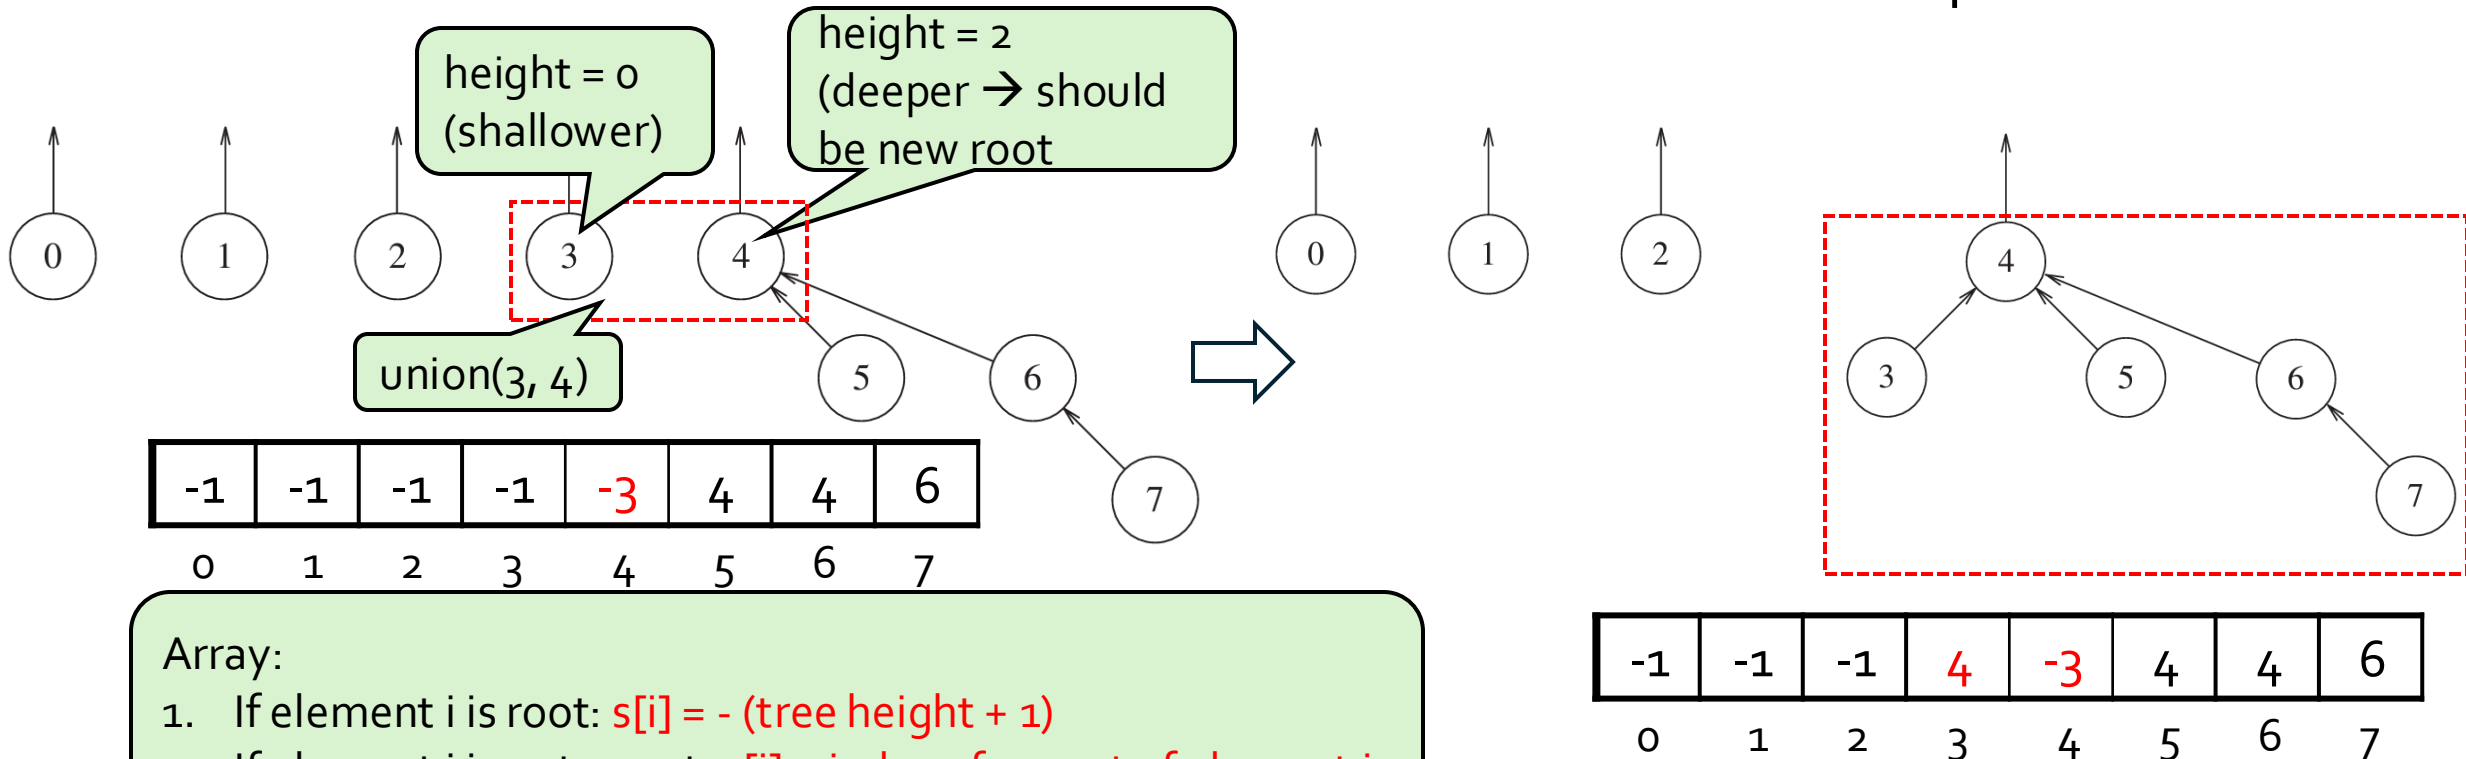 height = 0
(shallower)
height = 2
(deeper → should
be new root
0 1 2 3 4
5 6
7
union(3, 4)
-1 -1 -1 -1 -3 4 4 6
0 1 2 3 4 5 6 7
Array:
1. If element i is root: s[i] = - (tree height + 1)
0 1 2 4
3 5 6
7
-1 -1 -1 4 -3 4 4 6
0 1 2 3 4 5 6 7